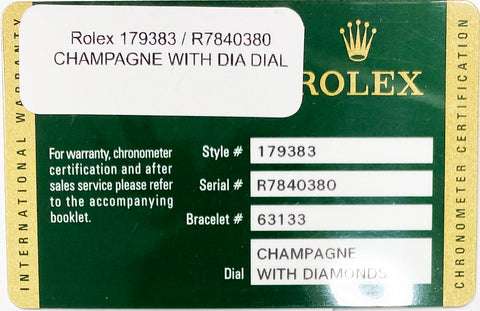 Rolex 179383 / R7840380
CHAMPAGNE WITH DIA DIAL
ROLEX
INTERNATIONAL WARRANTY
CHRONOMETER CERTIFICATION
For warranty, chronometer
certification and after
sales service please refer
to the accompanying
booklet.
Style # 179383
Serial # R7840380
Bracelet # 63133
Dial CHAMPAGNE
WITH DIAMONDS